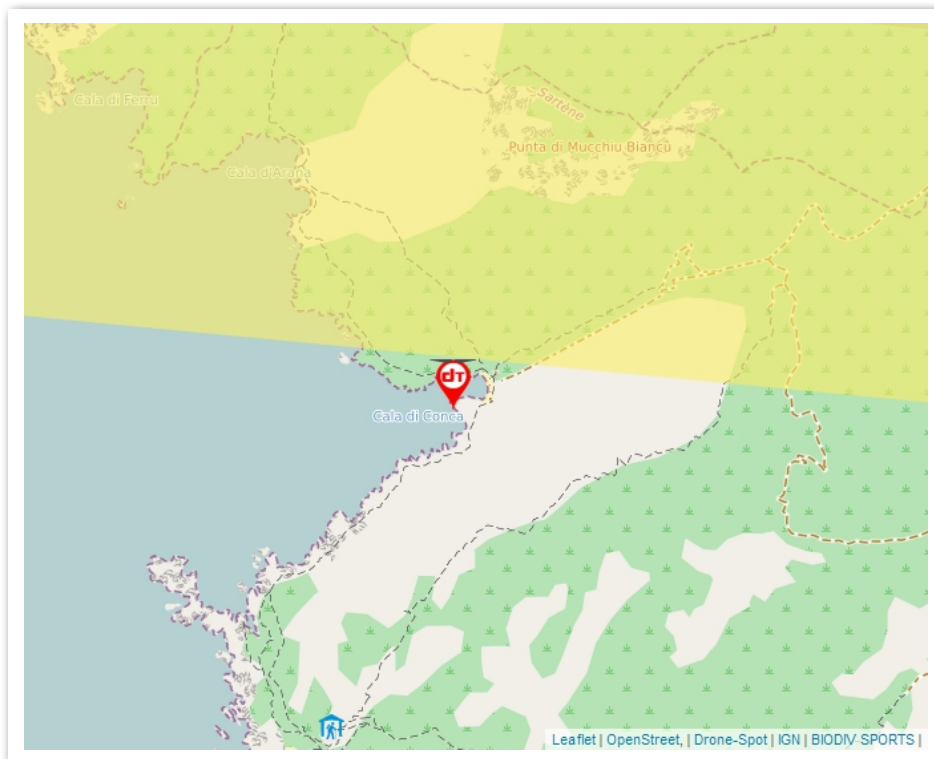 Cala di Ferru
Sartène
Punta di Mucchiu Biancu
Cala d'Arana
DT
Cala di Conca
Leaflet | OpenStreet, | Drone-Spot | IGN | BIODIV SPORTS |